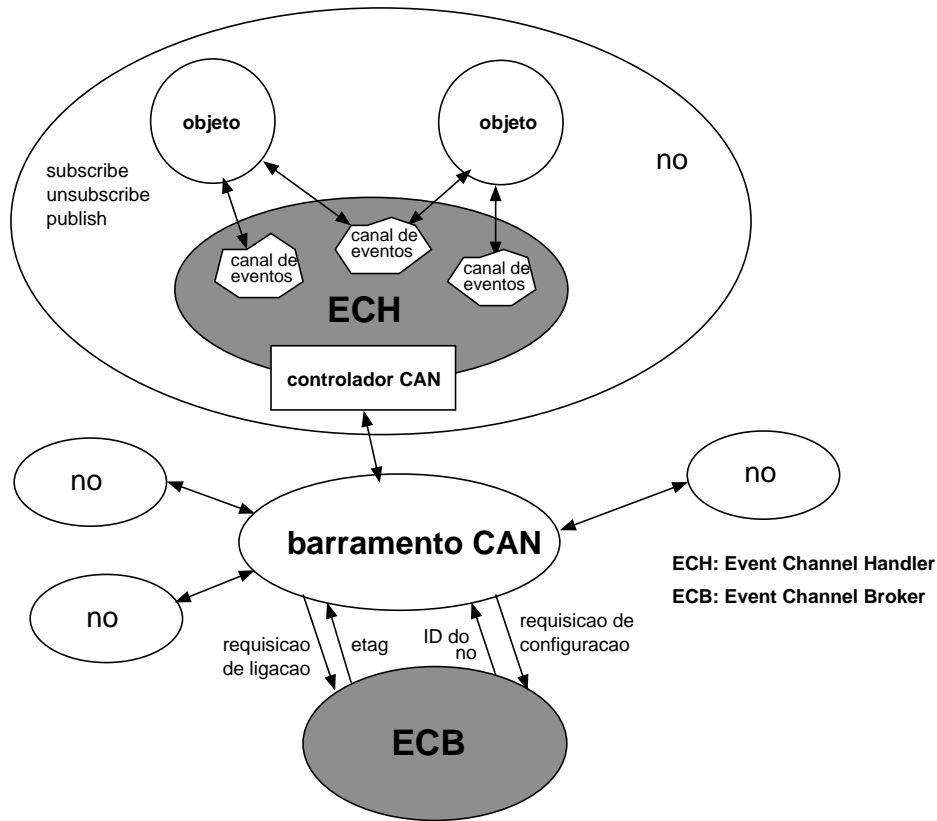 objeto
objeto
no
subscribe
unsubscribe
publish
canal de
eventos
canal de
eventos
canal de
eventos
ECH
controlador CAN
no
no
barramento CAN
ECH: Event Channel Handler
ECB: Event Channel Broker
no
requisicao
de ligacao
etag
ID do
no
requisicao de
configuracao
ECB